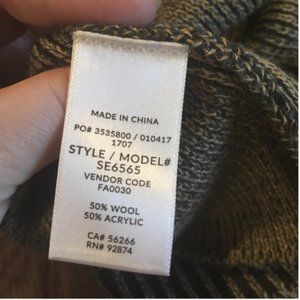 MADE IN CHINA
PO# 3535800 / 010417
1707
STYLE / MODEL#
SE6565
VENDOR CODE
FA0030
50% WOOL
50% ACRYLIC
CA# 56266
RN# 92874